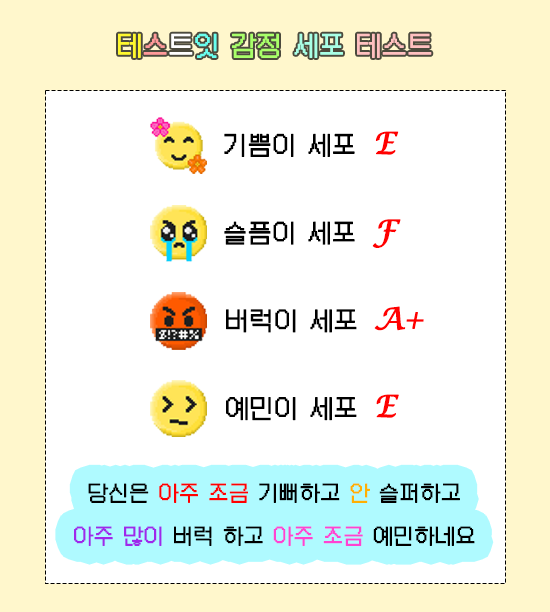 테스트잇 감정 세포 테스트
기쁨이 세포 E
슬픔이 세포 F
$!?#%
버럭이 세포 A+
예민이 세포 E
당신은 아주 조금 기뻐하고 안 슬퍼하고
아주 많이 버럭 하고 아주 조금 예민하네요